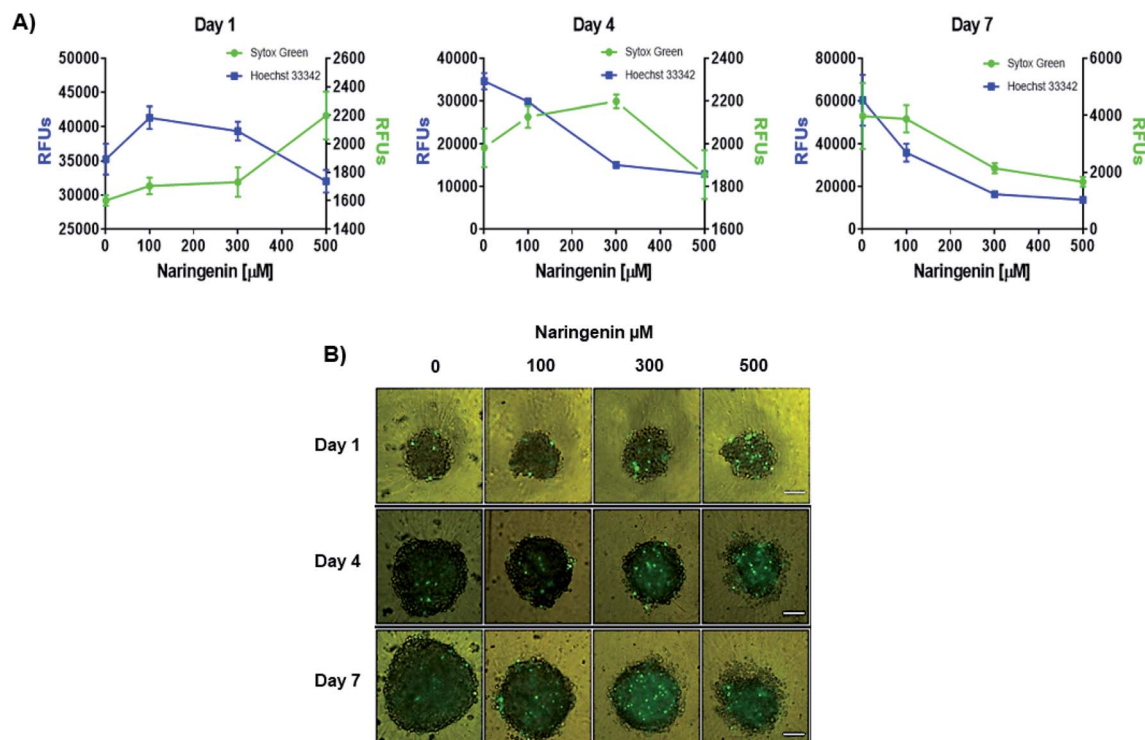 A)
Day 1
Sytox Green
Hoechst 33342
RFUs
50000
45000
40000
35000
30000
25000
2600
2400
2200
2000
1800
1600
1400
RFUs
0 100 200 300 400 500
Naringenin [µM]
Day 4
Sytox Green
Hoechst 33342
RFUs
40000
30000
20000
10000
0
2400
2200
2000
1800
1600
RFUs
0 100 200 300 400 500
Naringenin [µM]
Day 7
Sytox Green
Hoechst 33342
RFUs
80000
60000
40000
20000
0
6000
4000
2000
0
RFUs
0 100 200 300 400 500
Naringenin [µM]
B)
Naringenin µM
0 100 300 500
Day 1
Day 4
Day 7